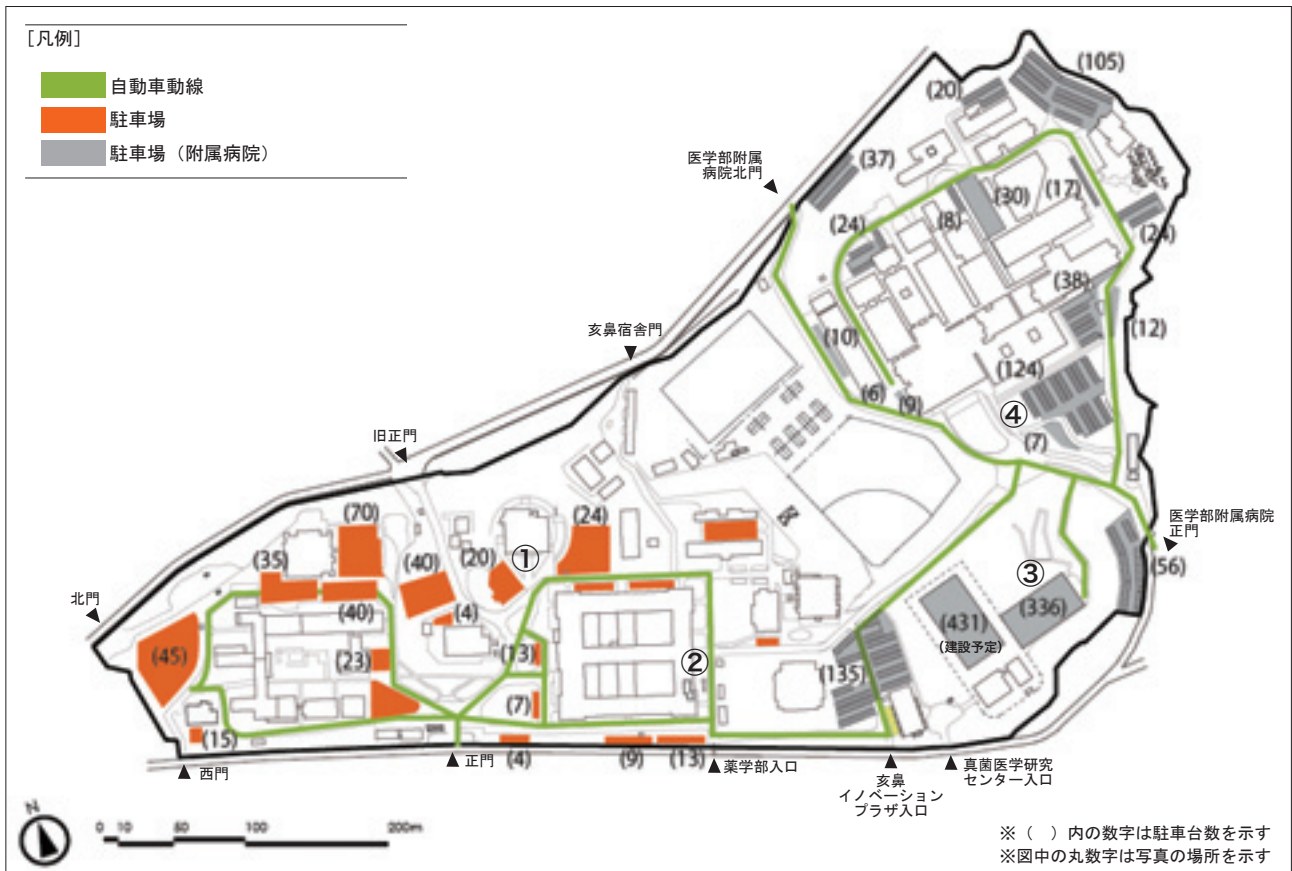 ［凡例］
自動車動線
駐車場
駐車場（附属病院）
(105)
(20)
医学部附属
病院北門
(37)
(30)
(17)
(8)
(24)
(24)
(38)
(12)
亥鼻宿舎門
(10)
(124)
(6)
(9)
④
(7)
旧正門
医学部附属病院
正門
(56)
(70)
(24)
(35)
(40)
(20)
①
③
(336)
北門
(40)
(4)
(431)
(建設予定)
(45)
(23)
(13)
②
(135)
(7)
(15)
(4)
(9)
(13)
西門
正門
薬学部入口
亥鼻
イノベーション
プラザ入口
真菌医学研究
センター入口
N
0 10 50 100 200m
※（　）内の数字は駐車台数を示す
※図中の丸数字は写真の場所を示す